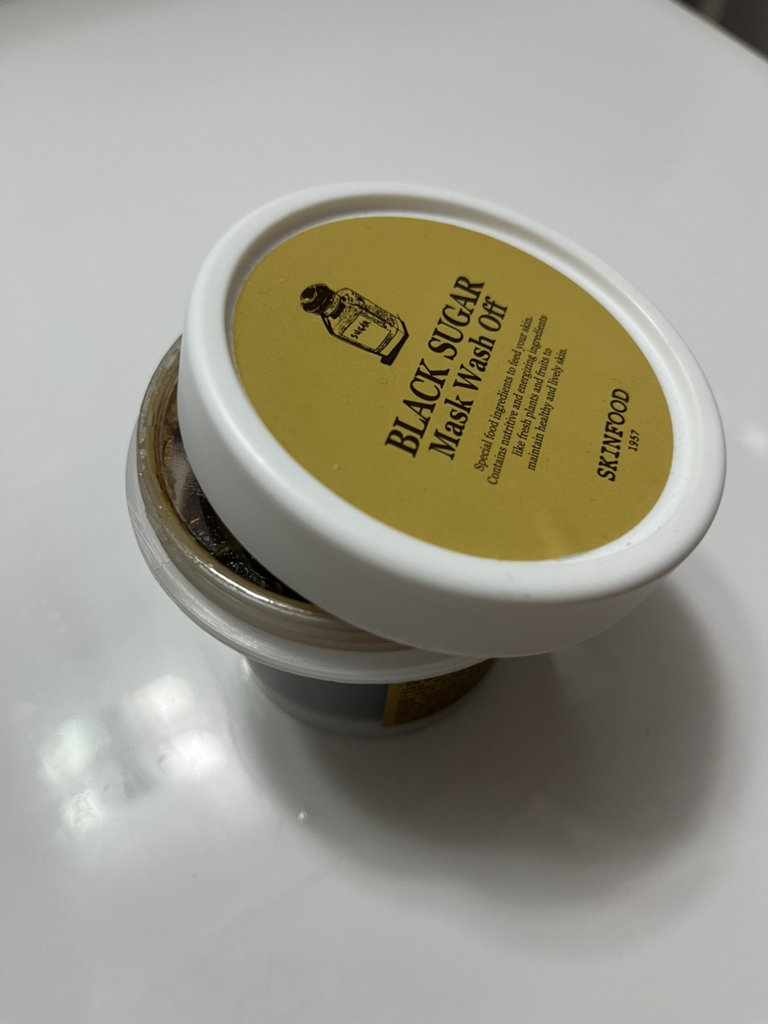 SUGAR
BLACK SUGAR
Mask Wash Off
Special food ingredients to feed your skin.
Contains nutritive and energizing ingredients
like fresh plants and fruits to
maintain healthy and lively skin.
SKINFOOD
1957